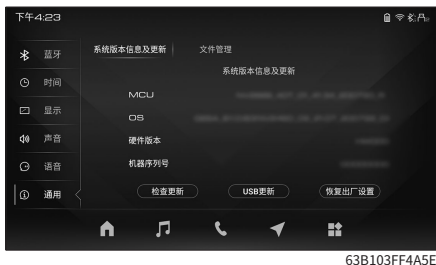 下午4:23
系统版本信息及更新 文件管理
蓝牙
系统版本信息及更新
时间
MCU
显示
OS
声音
硬件版本
语音
机器序列号
通用
检查更新 USB更新 恢复出厂设置
63B103FF4A5E